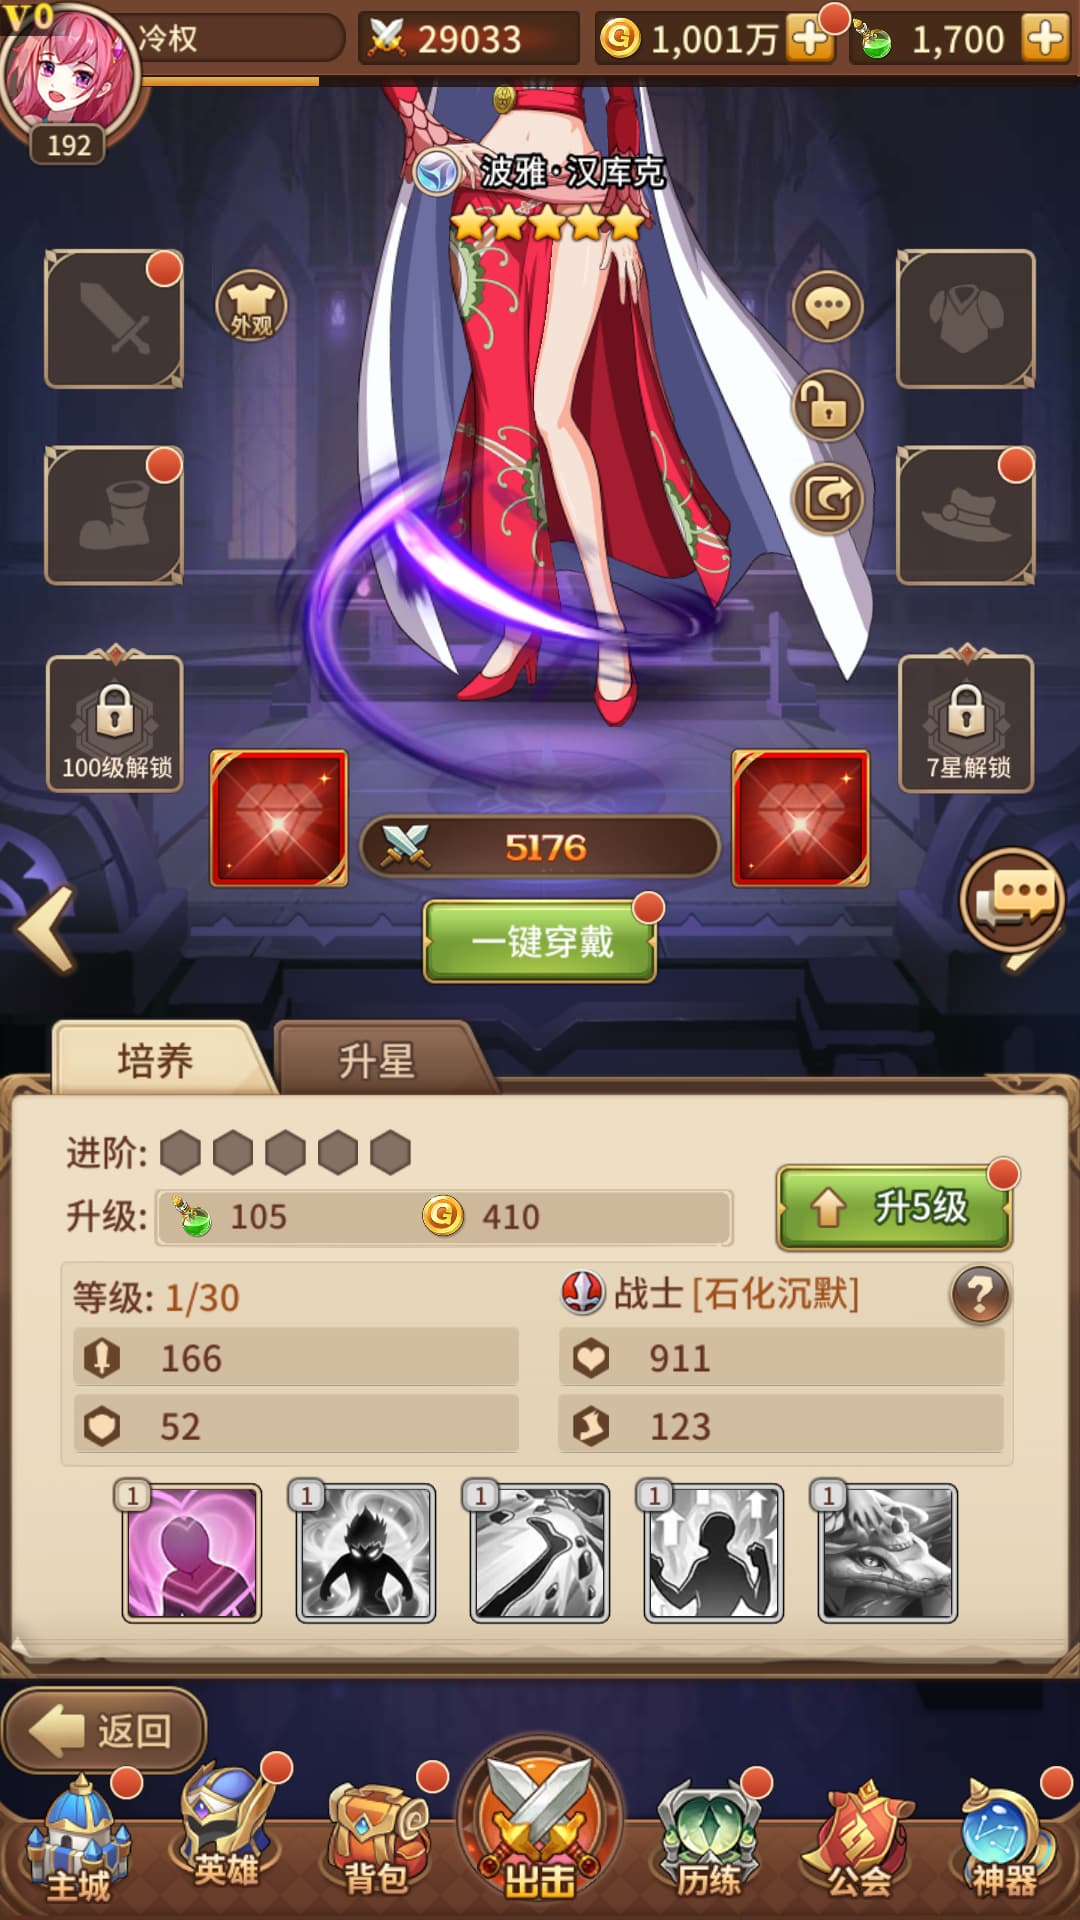 V0
冷权
29033
1,001万
1,700
192
波雅·汉库克
外观
100级解锁
7星解锁
5176
一键穿戴
培养
升星
进阶:
升级:
105
410
升5级
等级: 1/30
战士 [石化沉默]
?
166
911
52
123
1
1
1
1
1
返回
主城
英雄
背包
出击
历练
公会
神器